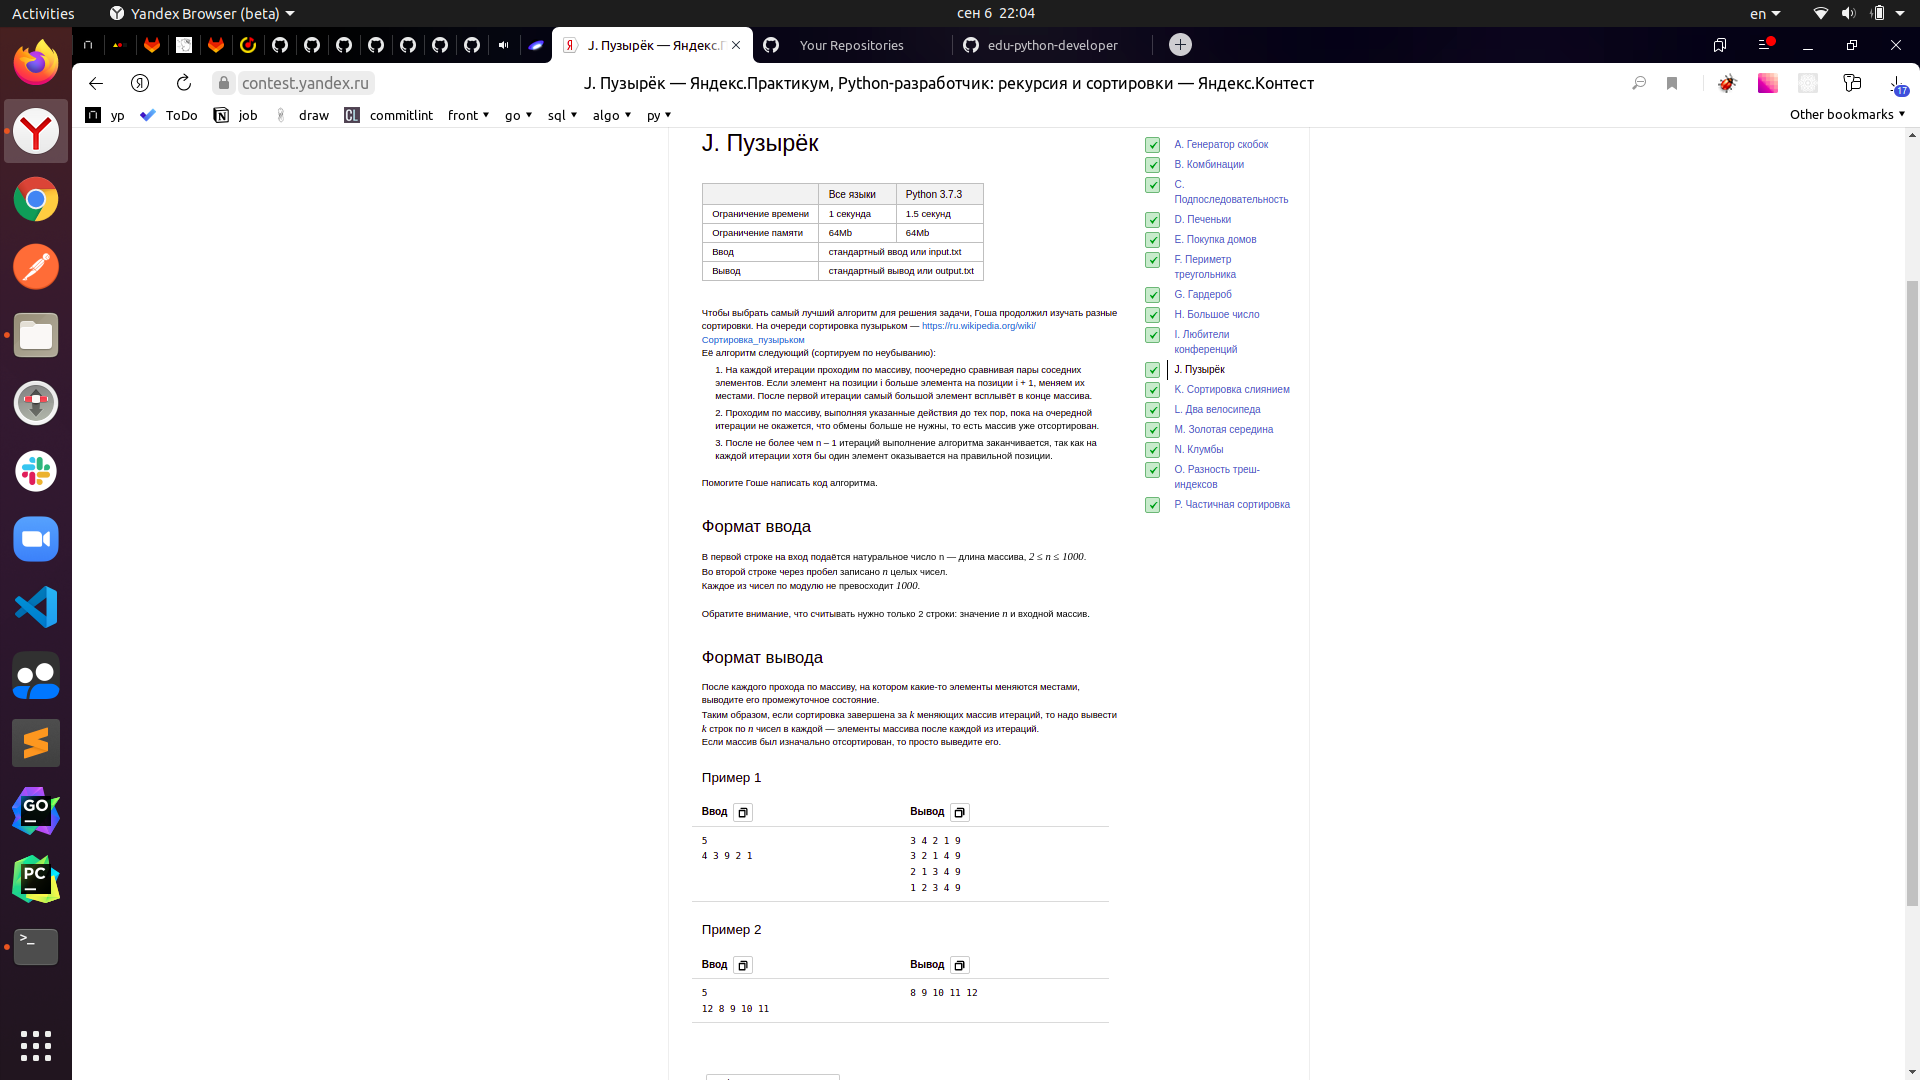 Activities
Yandex Browser (beta)
сен 6 22:04
en
J. Пузырёк — Яндекс.П
Your Repositories
edu-python-developer
contest.yandex.ru
J. Пузырёк — Яндекс.Практикум, Python-разработчик: рекурсия и сортировки — Яндекс.Контест
17
yp
ToDo
job
draw
CL
commitlint
front
go
sql
algo
py
Other bookmarks
J. Пузырёк
Все языки Python 3.7.3
Ограничение времени 1 секунда 1.5 секунд
Ограничение памяти 64Mb 64Mb
Ввод стандартный ввод или input.txt
Вывод стандартный вывод или output.txt
Чтобы выбрать самый лучший алгоритм для решения задачи, Гоша продолжил изучать разные
сортировки. На очереди сортировка пузырьком — https://ru.wikipedia.org/wiki/
Сортировка_пузырьком
Её алгоритм следующий (сортируем по неубыванию):
1. На каждой итерации проходим по массиву, поочередно сравнивая пары соседних
элементов. Если элемент на позиции i больше элемента на позиции i + 1, меняем их
местами. После первой итерации самый большой элемент всплывёт в конце массива.
2. Проходим по массиву, выполняя указанные действия до тех пор, пока на очередной
итерации не окажется, что обмены больше не нужны, то есть массив уже отсортирован.
3. После не более чем n – 1 итераций выполнение алгоритма заканчивается, так как на
каждой итерации хотя бы один элемент оказывается на правильной позиции.
Помогите Гоше написать код алгоритма.
Формат ввода
В первой строке на вход подаётся натуральное число n — длина массива, 2 ≤ n ≤ 1000.
Во второй строке через пробел записано n целых чисел.
Каждое из чисел по модулю не превосходит 1000.
Обратите внимание, что считывать нужно только 2 строки: значение n и входной массив.
Формат вывода
После каждого прохода по массиву, на котором какие-то элементы меняются местами,
выводите его промежуточное состояние.
Таким образом, если сортировка завершена за k меняющих массив итераций, то надо вывести
k строк по n чисел в каждой — элементы массива после каждой из итераций.
Если массив был изначально отсортирован, то просто выведите его.
Пример 1
Ввод Вывод
5 3 4 2 1 9
4 3 9 2 1 3 2 1 4 9
2 1 3 4 9
1 2 3 4 9
Пример 2
Ввод Вывод
5 8 9 10 11 12
12 8 9 10 11
A. Генератор скобок
B. Комбинации
C.
Подпоследовательность
D. Печеньки
E. Покупка домов
F. Периметр
треугольника
G. Гардероб
H. Большое число
I. Любители
конференций
J. Пузырёк
K. Сортировка слиянием
L. Два велосипеда
M. Золотая середина
N. Клумбы
O. Разность треш-
индексов
P. Частичная сортировка
GO
PC